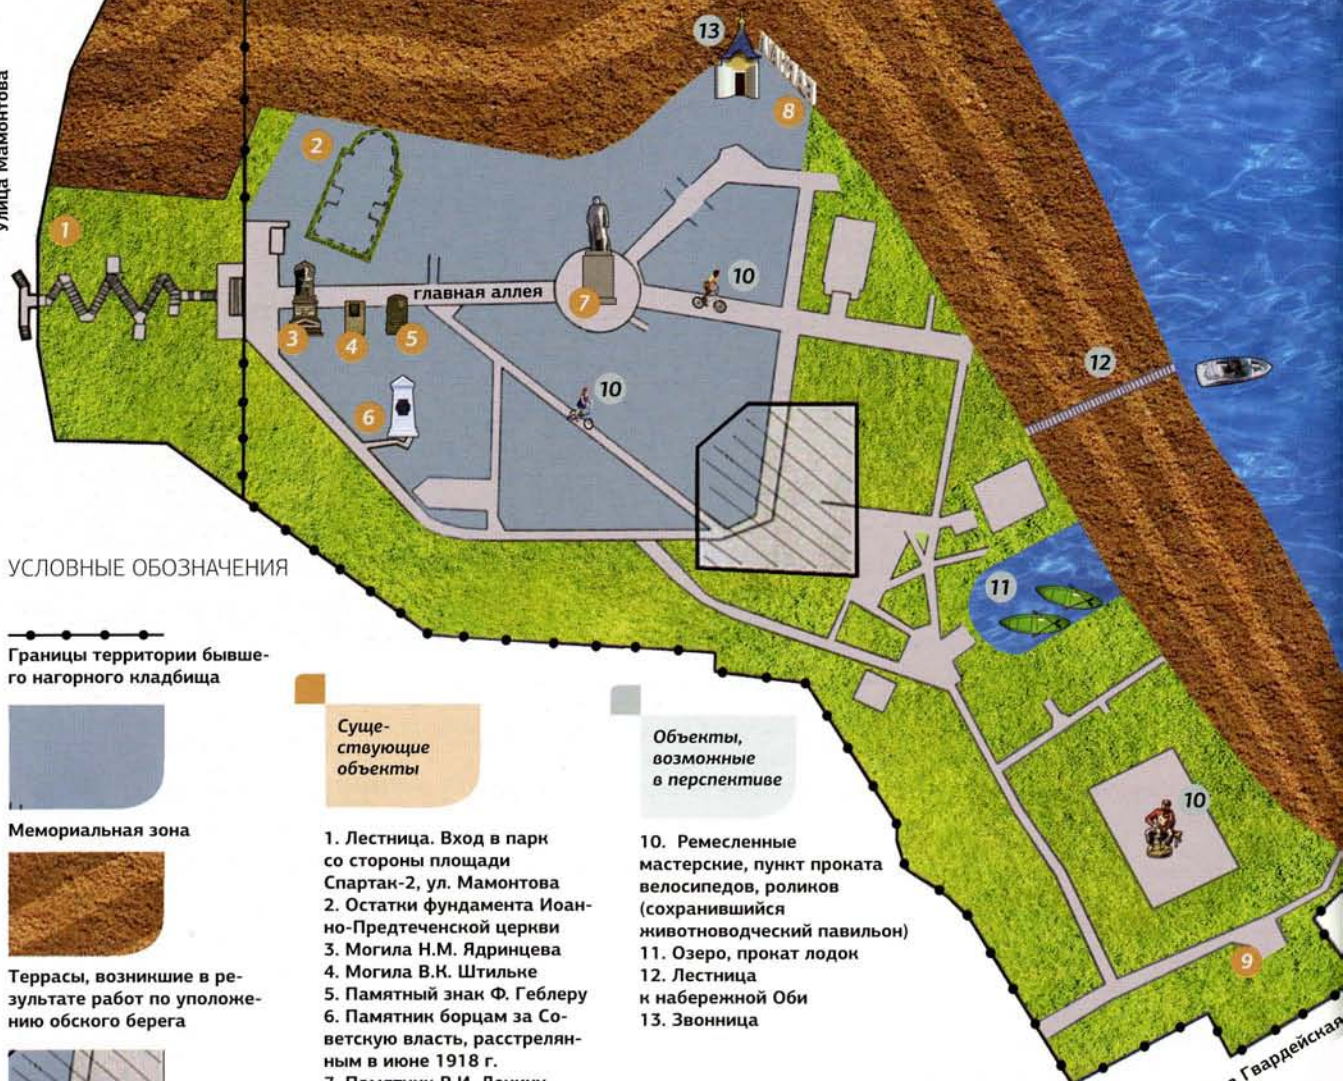 улица Мамонтова
13
8
2
1
10
главная аллея
7
3
4
5
12
10
6
11
10
9
Гвардейская
УСЛОВНЫЕ ОБОЗНАЧЕНИЯ
Границы территории бывше-
го нагорного кладбища
Мемориальная зона
Террасы, возникшие в ре-
зультате работ по уположе-
нию обского берега
Суще-
ствующие
объекты
1. Лестница. Вход в парк
со стороны площади
Спартак-2, ул. Мамонтова
2. Остатки фундамента Иоан-
но-Предтеченской церкви
3. Могила Н.М. Ядринцева
4. Могила В.К. Штильке
5. Памятный знак Ф. Геблеру
6. Памятник борцам за Со-
ветскую власть, расстрелян-
ным в июне 1918 г.
7. Памятник В.И. Ленину
Объекты,
возможные
в перспективе
10. Ремесленные
мастерские, пункт проката
велосипедов, роликов
(сохранившийся
животноводческий павильон)
11. Озеро, прокат лодок
12. Лестница
к набережной Оби
13. Звонница